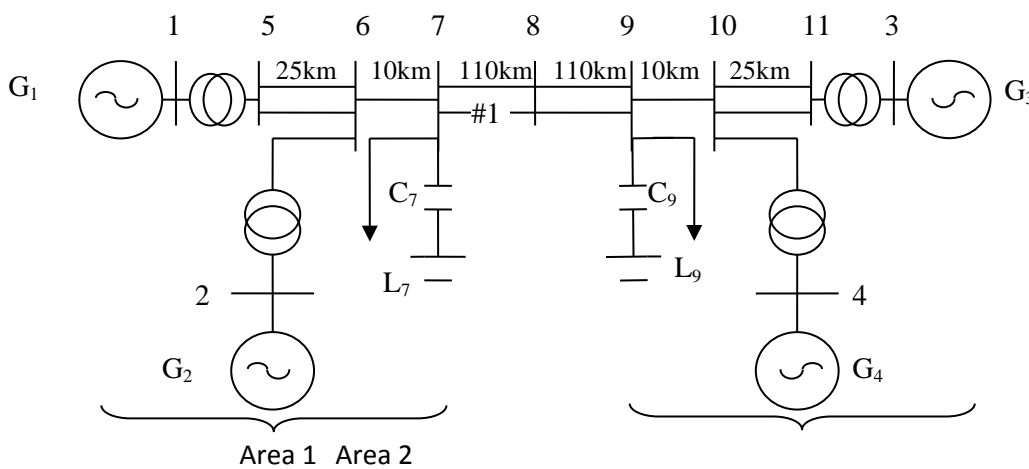 1 5 6 7 8 9 10 11 3
25km 10km 110km 110km 10km 25km
G₁ G₃
#1
C₇ C₉
L₇ L₉
2 4
G₂ G₄
Area 1 Area 2